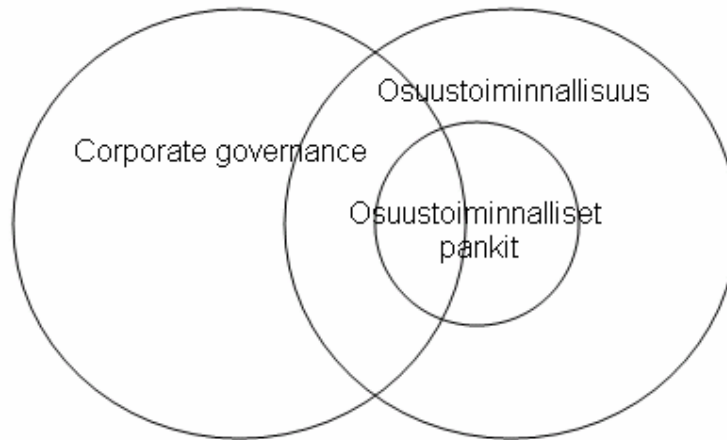 Osuustoiminnallisuus
Corporate governance
Osuustoiminnalliset
pankit